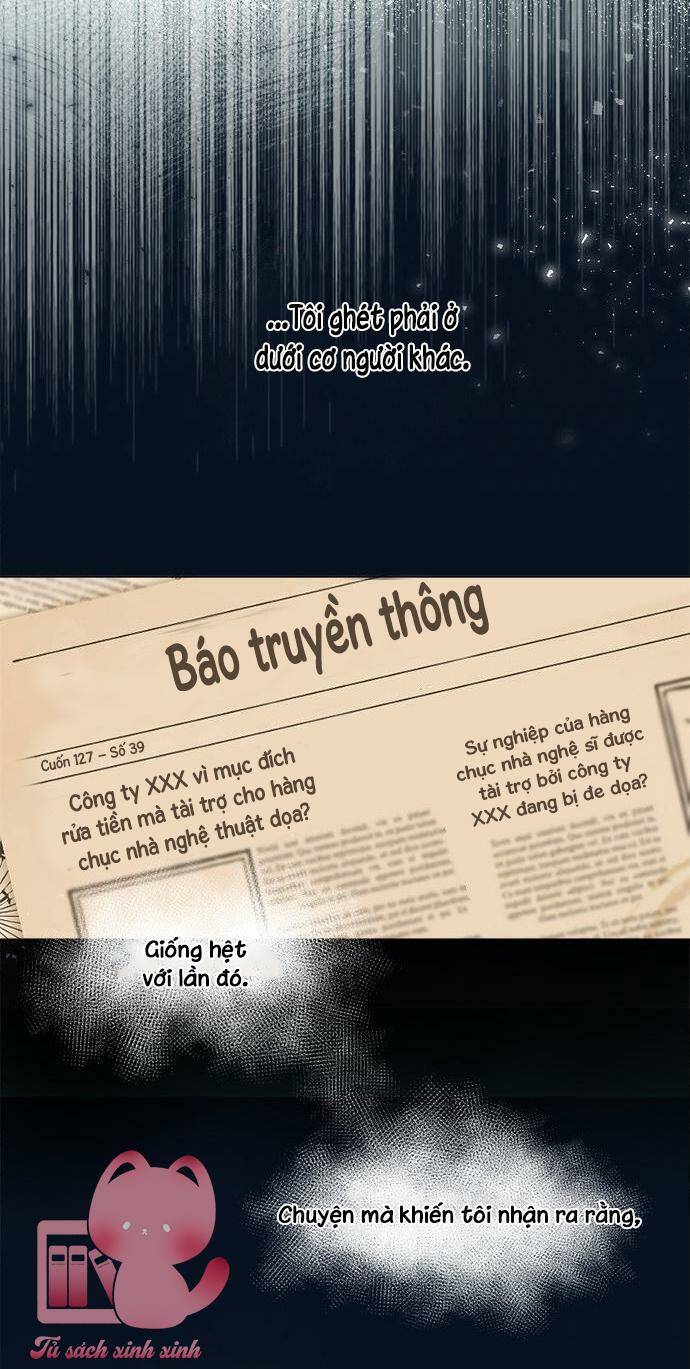 ...Tôi ghét phải ở
dưới cơ người khác.
Báo truyền thông
Cuốn 127 – Số 39
Công ty XXX vì mục đích
rửa tiền mà tài trợ cho hàng
chục nhà nghệ thuật dọa?
Sự nghiệp của hàng
chục nhà nghệ sĩ được
tài trợ bởi công ty
XXX đang bị đe dọa?
Giống hệt
với lần đó.
Chuyện mà khiến tôi nhận ra rằng,
Tủ sách xinh xinh